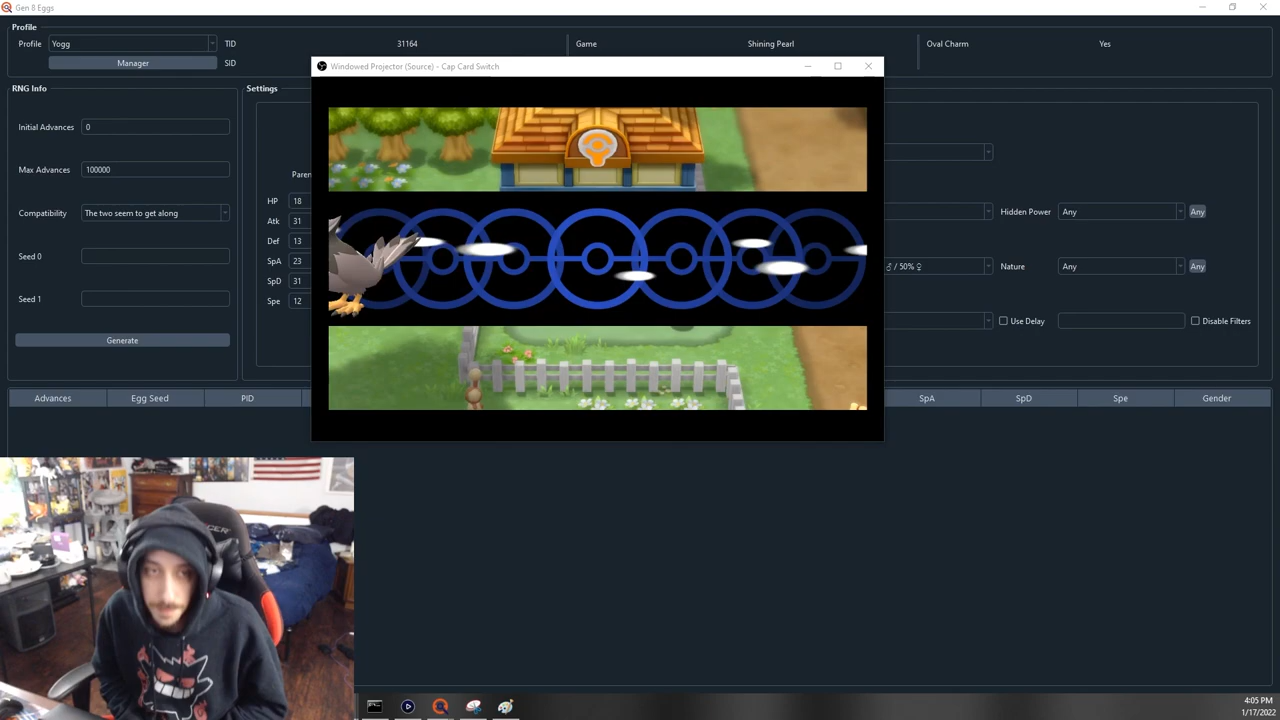 Gen 8 Eggs
Profile
Profile Yogg TID 31164 Game Shining Pearl Oval Charm Yes
Manager SID
Windowed Projector (Source) - Cap Card Switch
RNG Info
Settings
Initial Advances 0
Max Advances 100000
Compatibility The two seem to get along
Seed 0
Seed 1
Generate
Paren
HP 18
Atk 31
Def 13
SpA 23
SpD 31
Spe 12
Hidden Power Any Any
♂ / 50% ♀ Nature Any Any
Use Delay Disable Filters
Advances Egg Seed PID SpA SpD Spe Gender
4:05 PM
1/17/2022